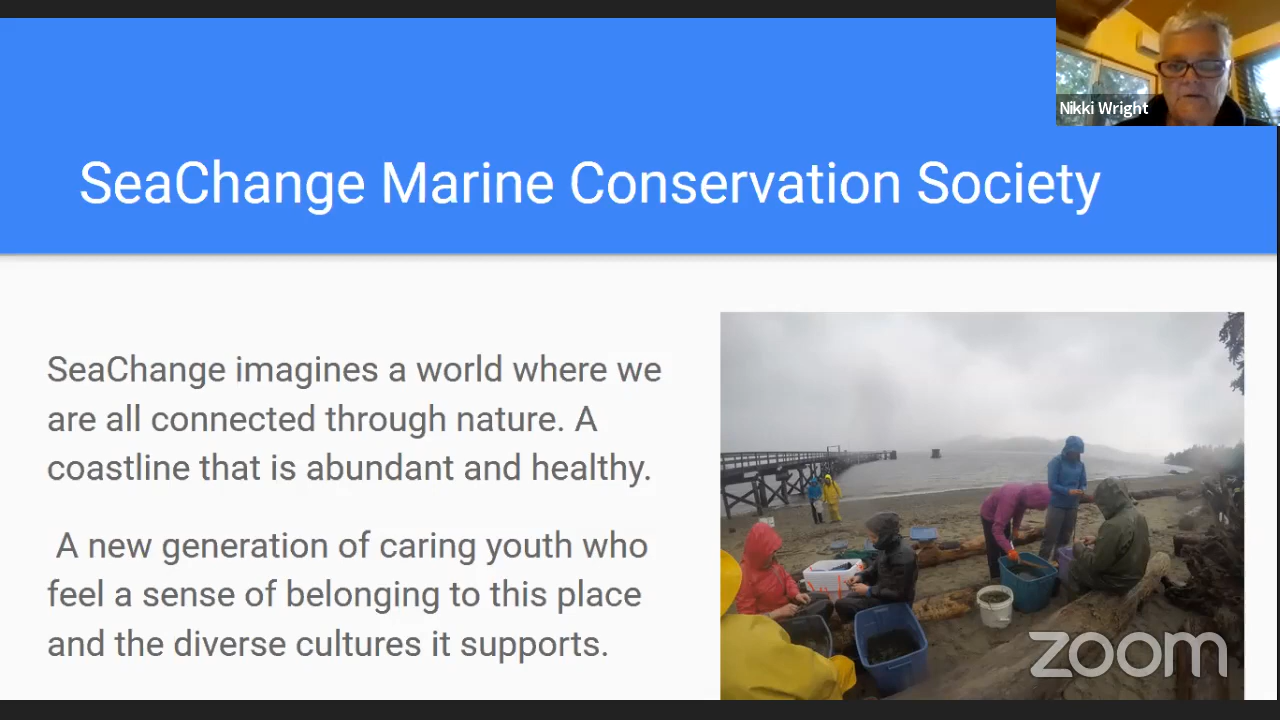 Nikki Wright
SeaChange Marine Conservation Society
SeaChange imagines a world where we
are all connected through nature. A
coastline that is abundant and healthy.
A new generation of caring youth who
feel a sense of belonging to this place
and the diverse cultures it supports.
zoom